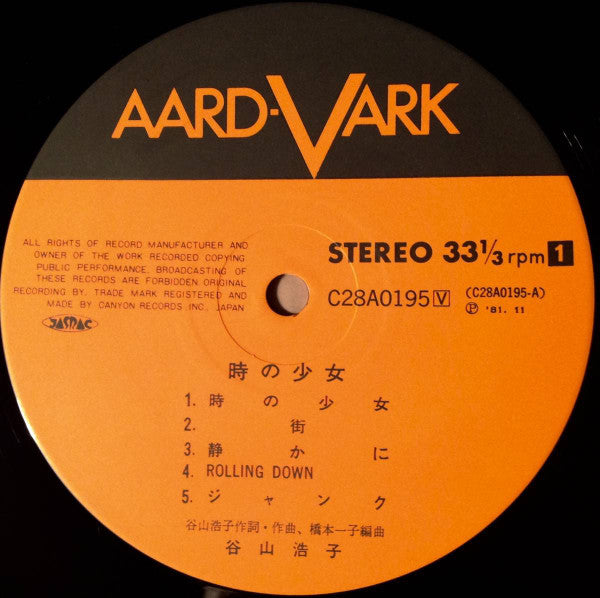 AARD-VARK
ALL RIGHTS OF RECORD MANUFACTURER AND
OWNER OF THE WORK RECORDED COPYING
PUBLIC PERFORMANCE, BROADCASTING OF
THESE RECORDS ARE FORBIDDEN ORIGINAL
RECORDING BY, TRADE MARK REGISTERED AND
MADE BY CANYON RECORDS INC., JAPAN
JASRAC
STEREO 33 1/3 rpm 1
C28A0195 V (C28A0195-A)
Ⓟ '81. 11
時の少女
1. 時の少女
2. 街
3. 静かに
4. ROLLING DOWN
5. ジャンク
谷山浩子作詞・作曲、橋本一子編曲
谷山浩子